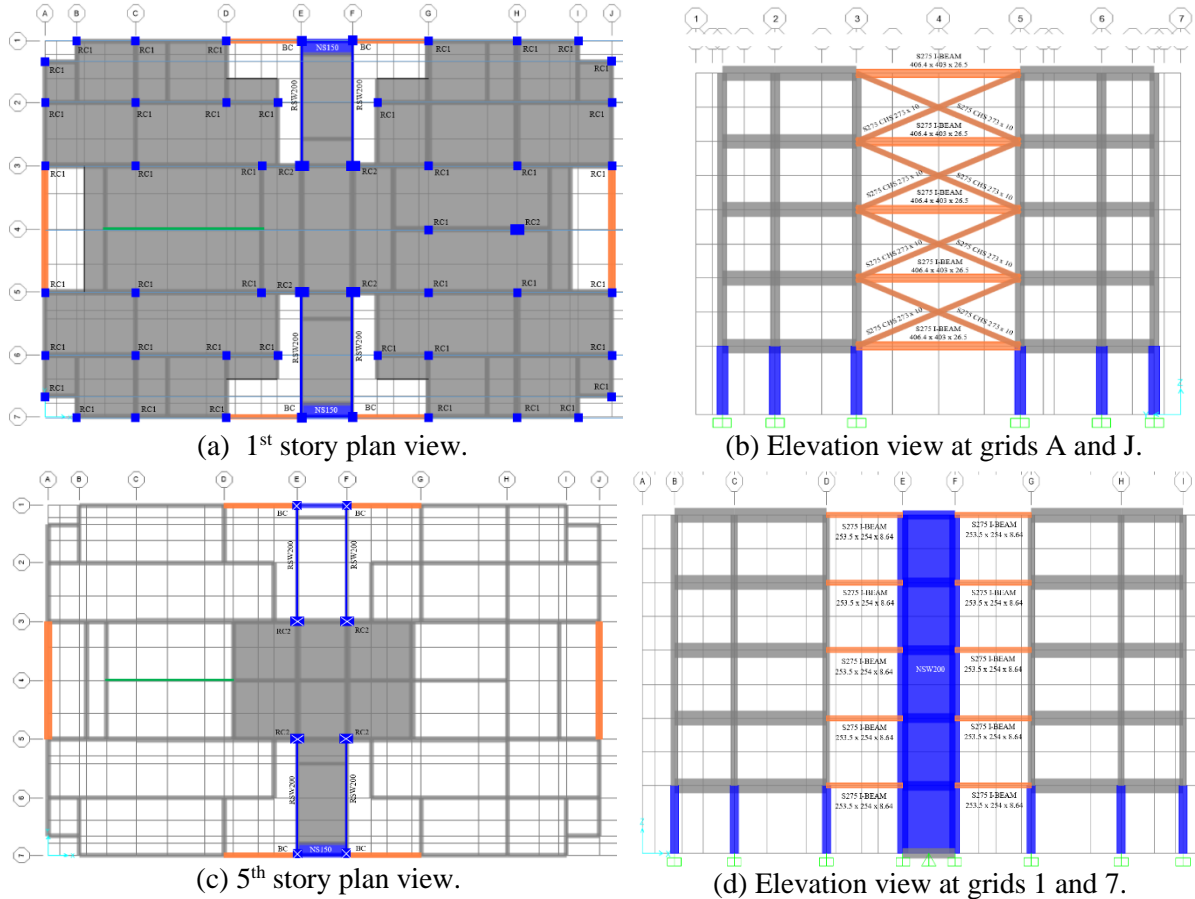 A B C D E F G H I J
1 RC1 RC1 RC1 NS150 BC BC RC1 RC1 RC1
RC1 RC1
RSW200 RSW200
2
RC1 RC1 RC1 RC1 RC1 RC1 RC1 RC1
3
RC1 RC1 RC1 RC2 RC2 RC1 RC1 RC1
4 RC1 RC2
5
RC1 RC1 RC1 RC2 RC2 RC1 RC1 RC1
RSW200 RSW200
6
RC1 RC1 RC1 RC1 RC1 RC1 RC1 RC1
RC1 RC1
7 RC1 RC1 RC1 NS150 BC BC RC1 RC1 RC1
(a) 1st story plan view.
1 2 3 4 5 6 7
S275 I-BEAM
406.4 x 403 x 26.5
S275 CHS 273 x 10 S275 CHS 273 x 10
S275 I-BEAM
406.4 x 403 x 26.5
S275 CHS 273 x 10 S275 CHS 273 x 10
S275 I-BEAM
406.4 x 403 x 26.5
S275 CHS 273 x 10 S275 CHS 273 x 10
S275 I-BEAM
406.4 x 403 x 26.5
S275 CHS 273 x 10 S275 CHS 273 x 10
S275 I-BEAM
406.4 x 403 x 26.5
Z
(b) Elevation view at grids A and J.
A B C D E F G H I J
1
BC BC
RSW200 RSW200
2
3
RC2 RC2
4
5
RC2 RC2
RSW200 RSW200
6
7 BC NS150 BC
(c) 5th story plan view.
A B C D E F G H I
S275 I-BEAM S275 I-BEAM
253.5 x 254 x 8.64 253.5 x 254 x 8.64
S275 I-BEAM S275 I-BEAM
253.5 x 254 x 8.64 253.5 x 254 x 8.64
S275 I-BEAM NSW200 S275 I-BEAM
253.5 x 254 x 8.64 253.5 x 254 x 8.64
S275 I-BEAM S275 I-BEAM
253.5 x 254 x 8.64 253.5 x 254 x 8.64
S275 I-BEAM S275 I-BEAM
253.5 x 254 x 8.64 253.5 x 254 x 8.64
Z
(d) Elevation view at grids 1 and 7.